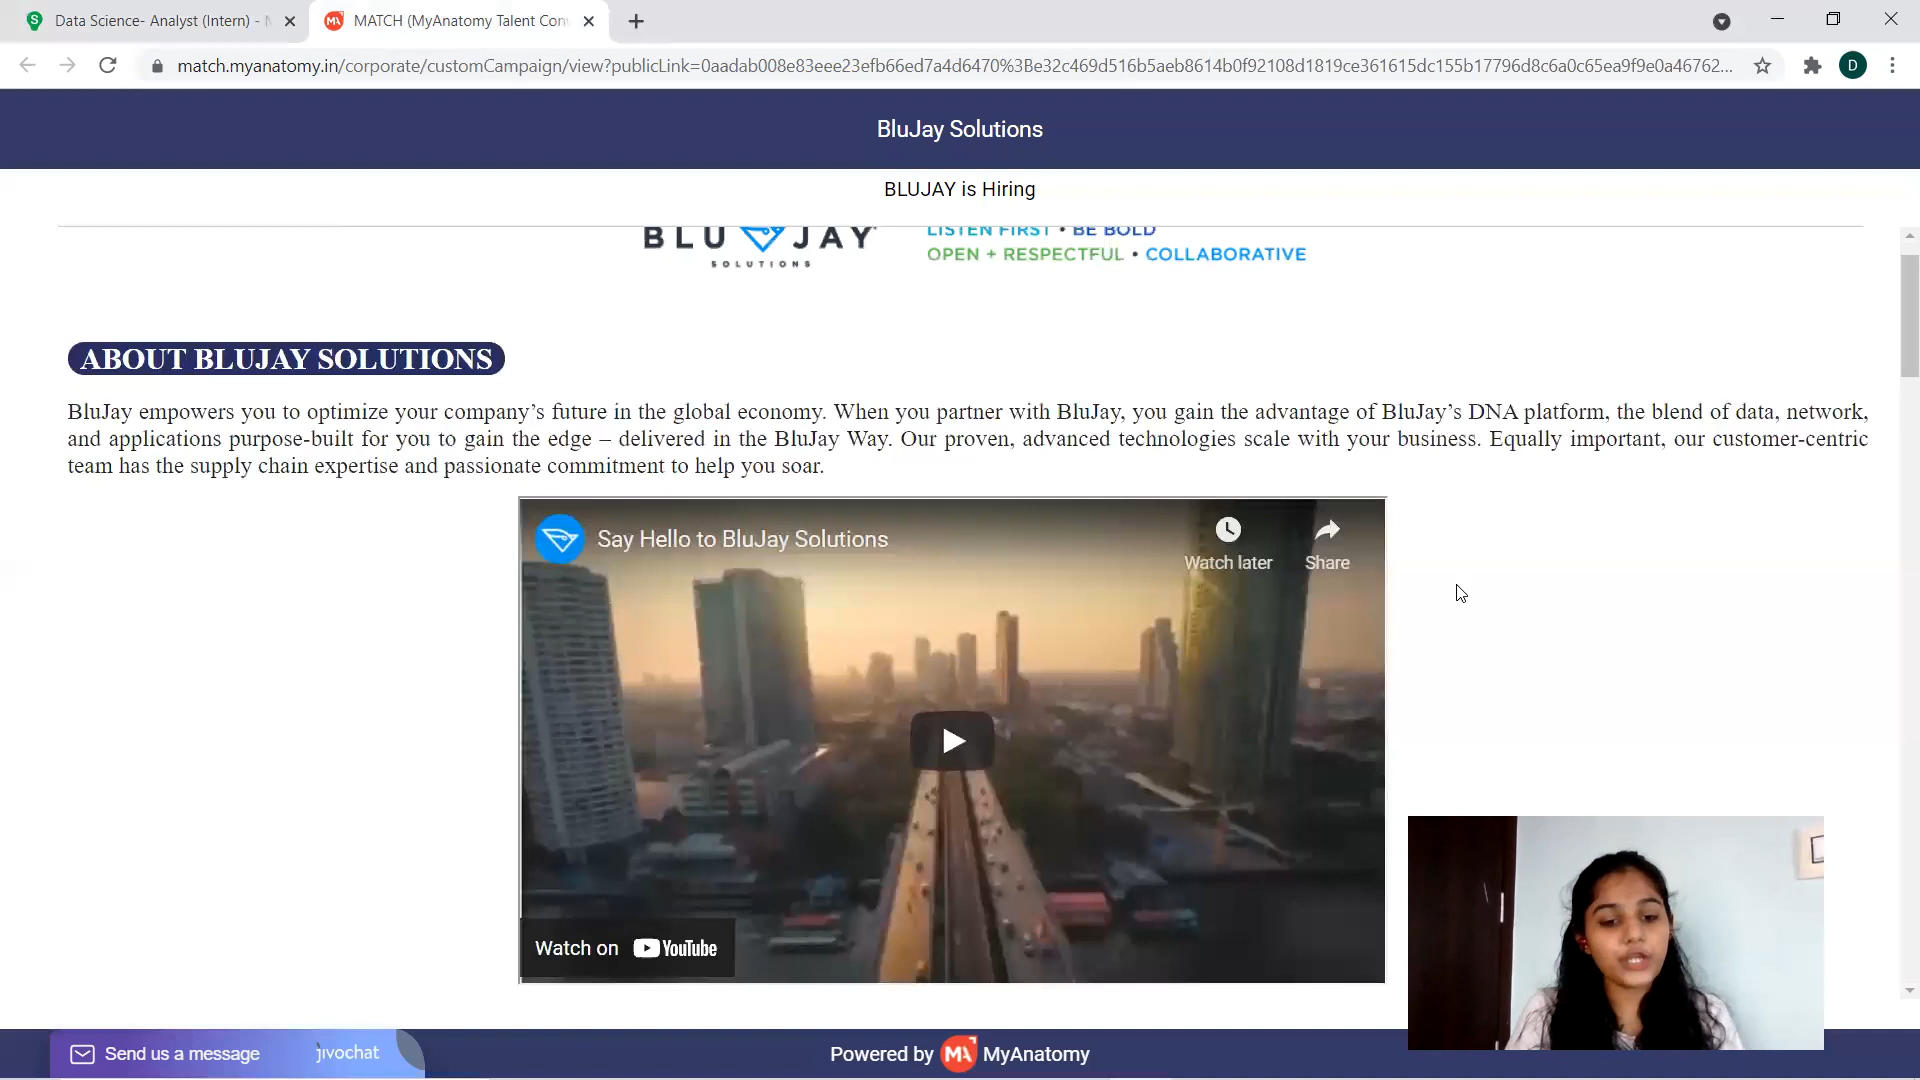 Data Science- Analyst (Intern) -
MATCH (MyAnatomy Talent Con
match.myanatomy.in/corporate/customCampaign/view?publicLink=0aadab008e83eee23efb66ed7a4d6470%3Be32c469d516b5aeb8614b0f92108d1819ce361615dc155b17796d8c6a0c65ea9f9e0a46762...
D
BluJay Solutions
BLUJAY is Hiring
BLU JAY
SOLUTIONS
LISTEN FIRST • BE BOLD
OPEN + RESPECTFUL • COLLABORATIVE
ABOUT BLUJAY SOLUTIONS
BluJay empowers you to optimize your company’s future in the global economy. When you partner with BluJay, you gain the advantage of BluJay’s DNA platform, the blend of data, network,
and applications purpose-built for you to gain the edge – delivered in the BluJay Way. Our proven, advanced technologies scale with your business. Equally important, our customer-centric
team has the supply chain expertise and passionate commitment to help you soar.
Say Hello to BluJay Solutions
Watch later
Share
Watch on YouTube
Send us a message
jivochat
Powered by MA MyAnatomy